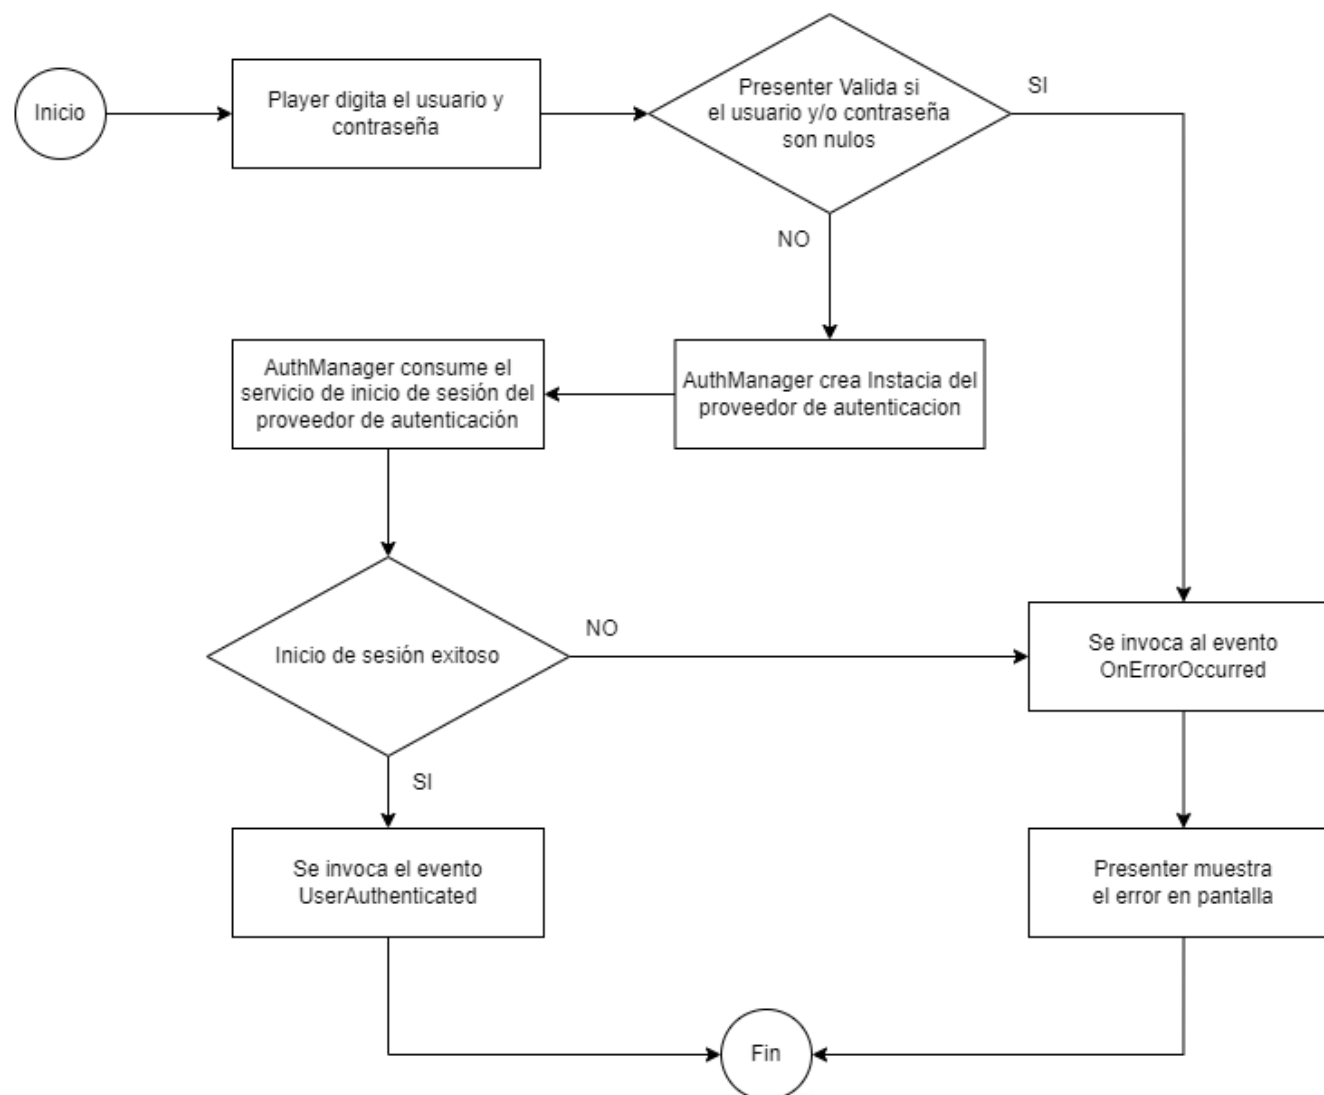 Inicio
Player digita el usuario y
contraseña
Presenter Valida si
el usuario y/o contraseña
son nulos
SI
NO
AuthManager consume el
servicio de inicio de sesión del
proveedor de autenticación
AuthManager crea Instacia del
proveedor de autenticacion
Inicio de sesión exitoso
NO
Se invoca al evento
OnErrorOccurred
SI
Se invoca el evento
UserAuthenticated
Presenter muestra
el error en pantalla
Fin